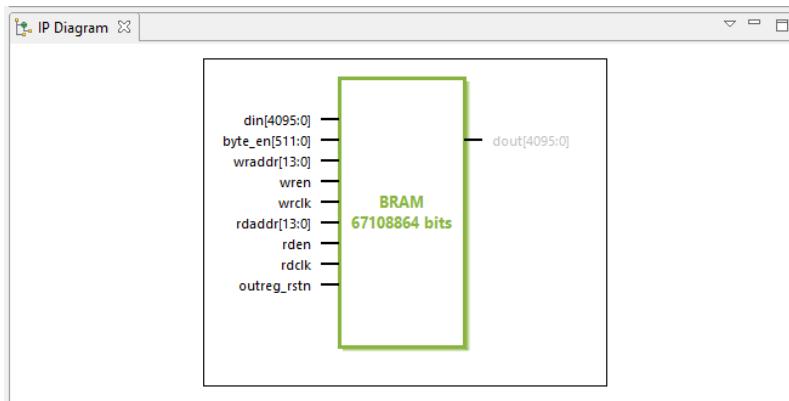 IP Diagram
din[4095:0]
byte_en[511:0]
wraddr[13:0]
wren
wrclk
rdaddr[13:0]
rden
rdclk
outreg_rstn
BRAM
67108864 bits
dout[4095:0]